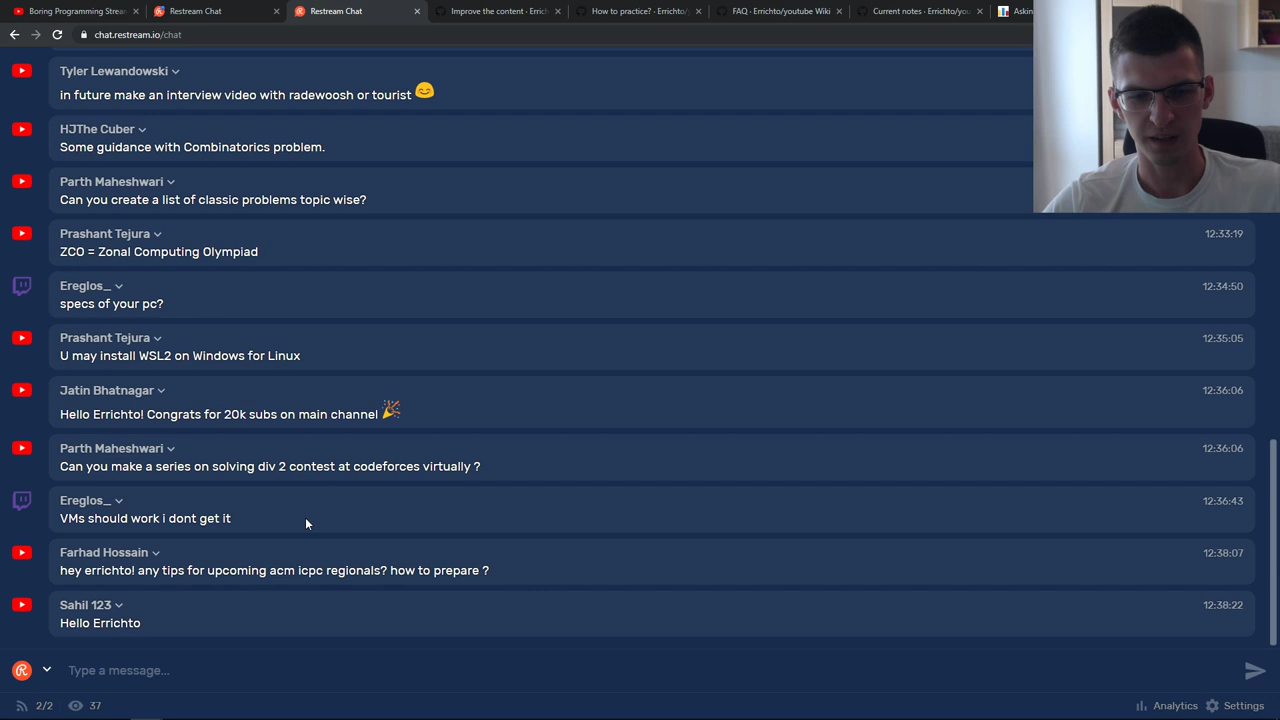 Boring Programming Stream
Restream Chat
Restream Chat
Improve the content · Errich
How to practice? · Errichto/y
FAQ · Errichto/youtube Wiki
Current notes · Errichto/you
Askin
chat.restream.io/chat
Tyler Lewandowski
in future make an interview video with radewoosh or tourist 😊
HJThe Cuber
Some guidance with Combinatorics problem.
Parth Maheshwari
Can you create a list of classic problems topic wise?
Prashant Tejura
12:33:19
ZCO = Zonal Computing Olympiad
Ereglos_
12:34:50
specs of your pc?
Prashant Tejura
12:35:05
U may install WSL2 on Windows for Linux
Jatin Bhatnagar
12:36:06
Hello Errichto! Congrats for 20k subs on main channel 🎉
Parth Maheshwari
12:36:06
Can you make a series on solving div 2 contest at codeforces virtually ?
Ereglos_
12:36:43
VMs should work i dont get it
Farhad Hossain
12:38:07
hey errichto! any tips for upcoming acm icpc regionals? how to prepare ?
Sahil 123
12:38:22
Hello Errichto
Type a message...
2/2
37
Analytics
Settings